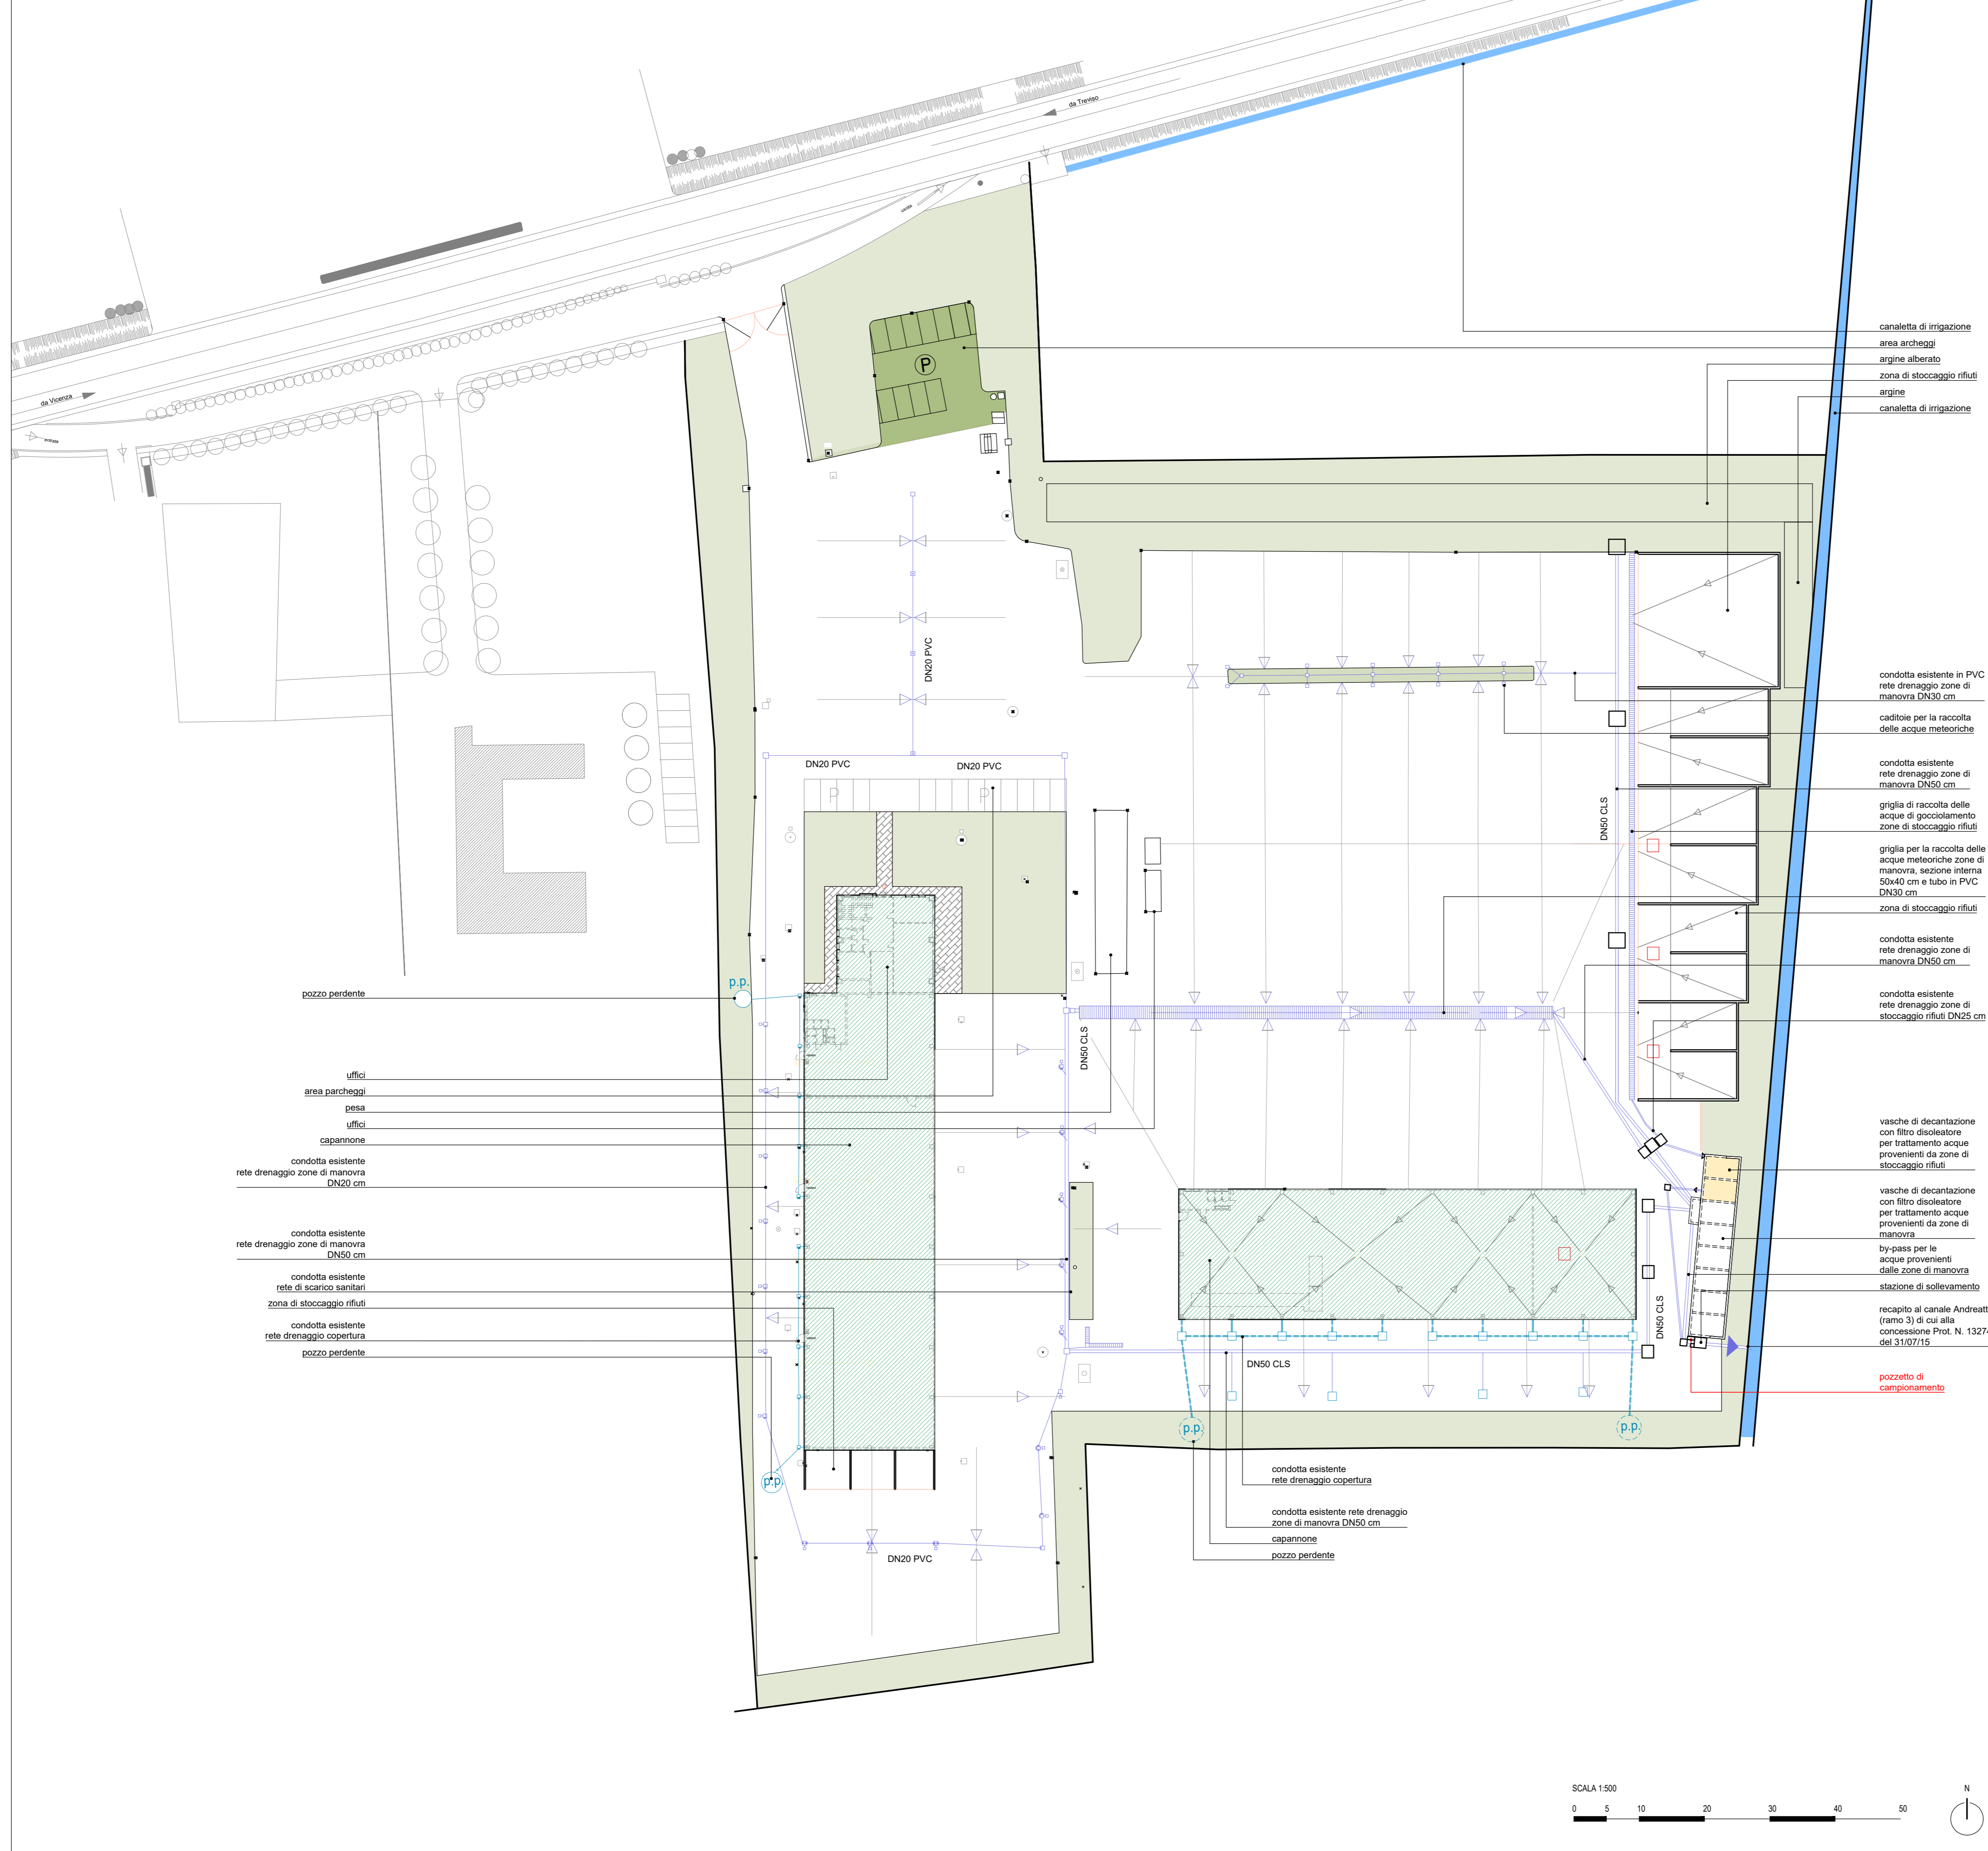 da Treviso
uscita
da Vicenza
entrata
P
canaletta di irrigazione
area archeggi
argine alberato
zona di stoccaggio rifiuti
argine
canaletta di irrigazione
DN20 PVC
condotta esistente in PVC
rete drenaggio zone di
manovra DN30 cm
caditoie per la raccolta
delle acque meteoriche
DN20 PVC
DN20 PVC
P
P
condotta esistente
rete drenaggio zone di
manovra DN50 cm
DN50 CLS
griglia di raccolta delle
acque di gocciolamento
zone di stoccaggio rifiuti
griglia per la raccolta delle
acque meteoriche zone di
manovra, sezione interna
50x40 cm e tubo in PVC
DN30 cm
zona di stoccaggio rifiuti
condotta esistente
rete drenaggio zone di
manovra DN50 cm
condotta esistente
rete drenaggio zone di
stoccaggio rifiuti DN25 cm
p.p.
pozzo perdente
DN50 CLS
uffici
area parcheggi
pesa
uffici
capannone
condotta esistente
rete drenaggio zone di manovra
DN20 cm
condotta esistente
rete drenaggio zone di manovra
DN50 cm
condotta esistente
rete di scarico sanitari
zona di stoccaggio rifiuti
condotta esistente
rete drenaggio copertura
pozzo perdente
vasche di decantazione
con filtro disoleatore
per trattamento acque
provenienti da zone di
stoccaggio rifiuti
vasche di decantazione
con filtro disoleatore
per trattamento acque
provenienti da zone di
manovra
by-pass per le
acque provenienti
dalle zone di manovra
stazione di sollevamento
recapito al canale Andreatt
(ramo 3) di cui alla
concessione Prot. N. 1327
del 31/07/15
pozzetto di
campionamento
DN50 CLS
DN50 CLS
p.p.
p.p.
p.p.
condotta esistente
rete drenaggio copertura
condotta esistente rete drenaggio
zone di manovra DN50 cm
capannone
pozzo perdente
DN20 PVC
SCALA 1:500
0 5 10 20 30 40 50
N